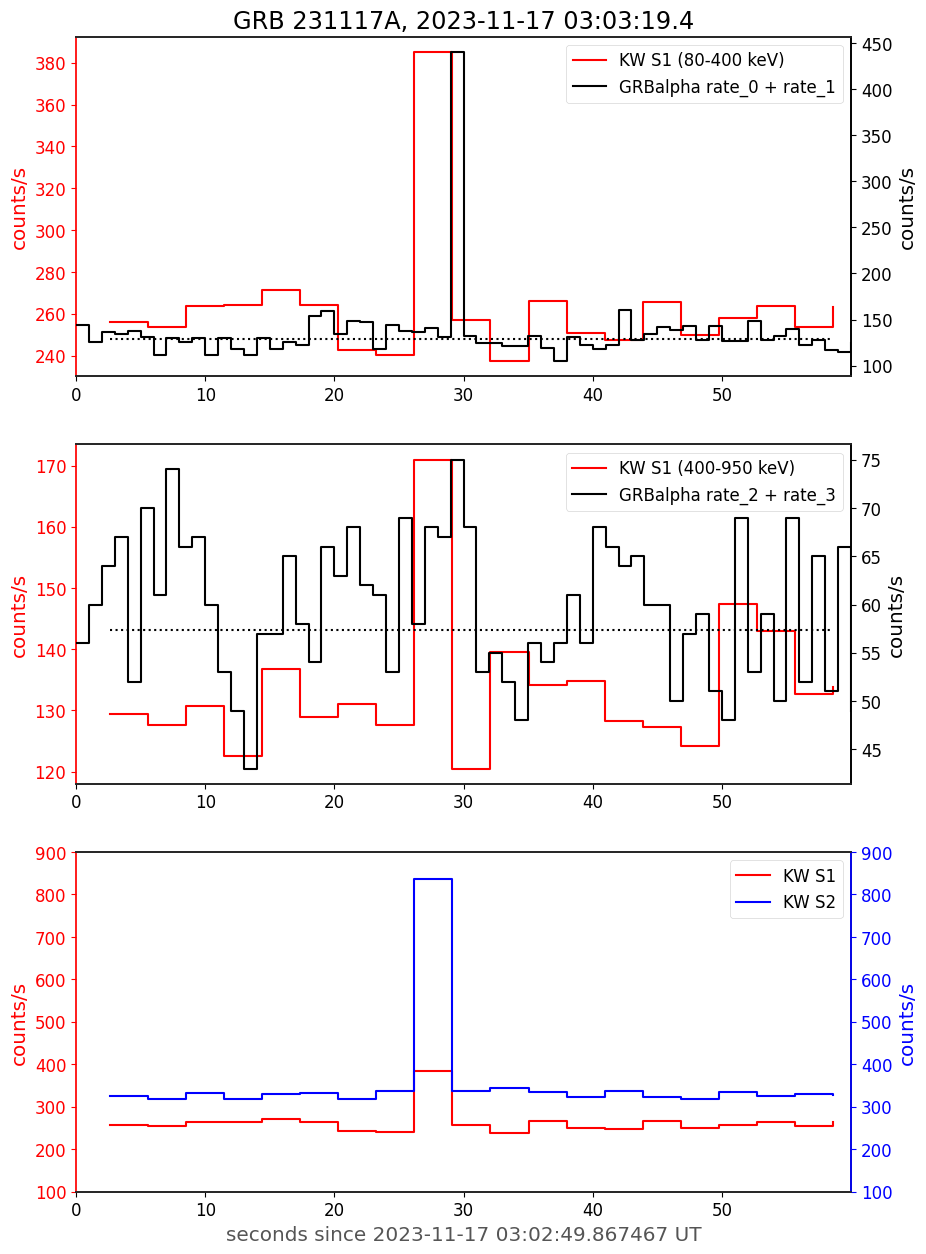 GRB 231117A, 2023-11-17 03:03:19.4
KW S1 (80-400 keV)
GRBalpha rate_0 + rate_1
counts/s
380
360
340
320
300
280
260
240
450
400
350
300
250
200
150
100
counts/s
0 10 20 30 40 50
KW S1 (400-950 keV)
GRBalpha rate_2 + rate_3
counts/s
170
160
150
140
130
120
75
70
65
60
55
50
45
counts/s
0 10 20 30 40 50
KW S1
KW S2
counts/s
900
800
700
600
500
400
300
200
100
900
800
700
600
500
400
300
200
100
counts/s
0 10 20 30 40 50
seconds since 2023-11-17 03:02:49.867467 UT